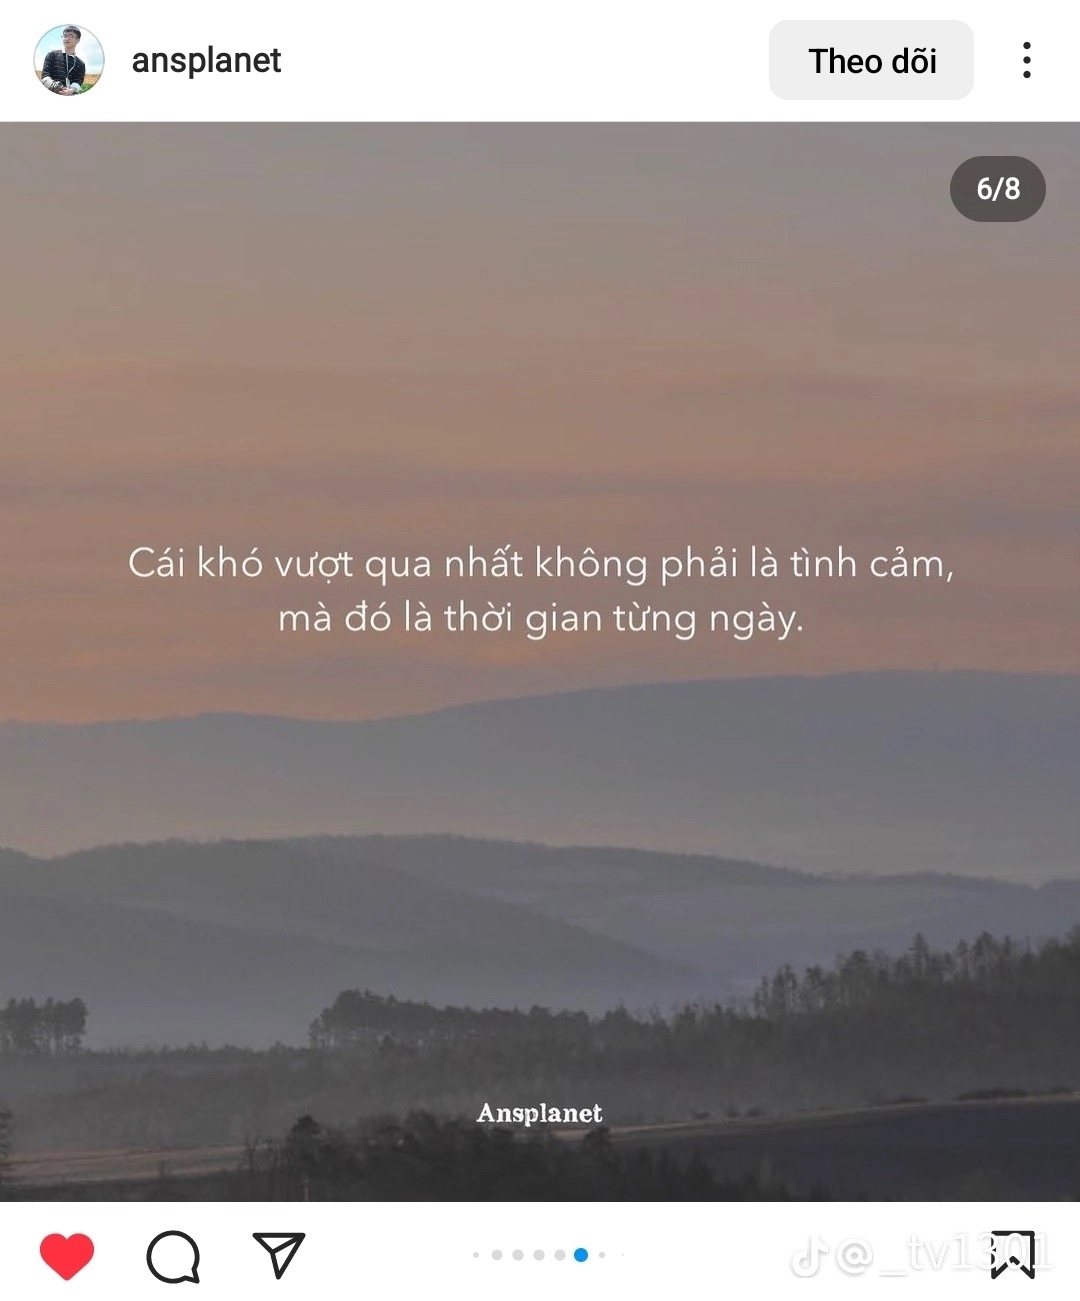 ansplanet
Theo dõi
6/8
Cái khó vượt qua nhất không phải là tình cảm,
mà đó là thời gian từng ngày.
Ansplanet
@_tv1301